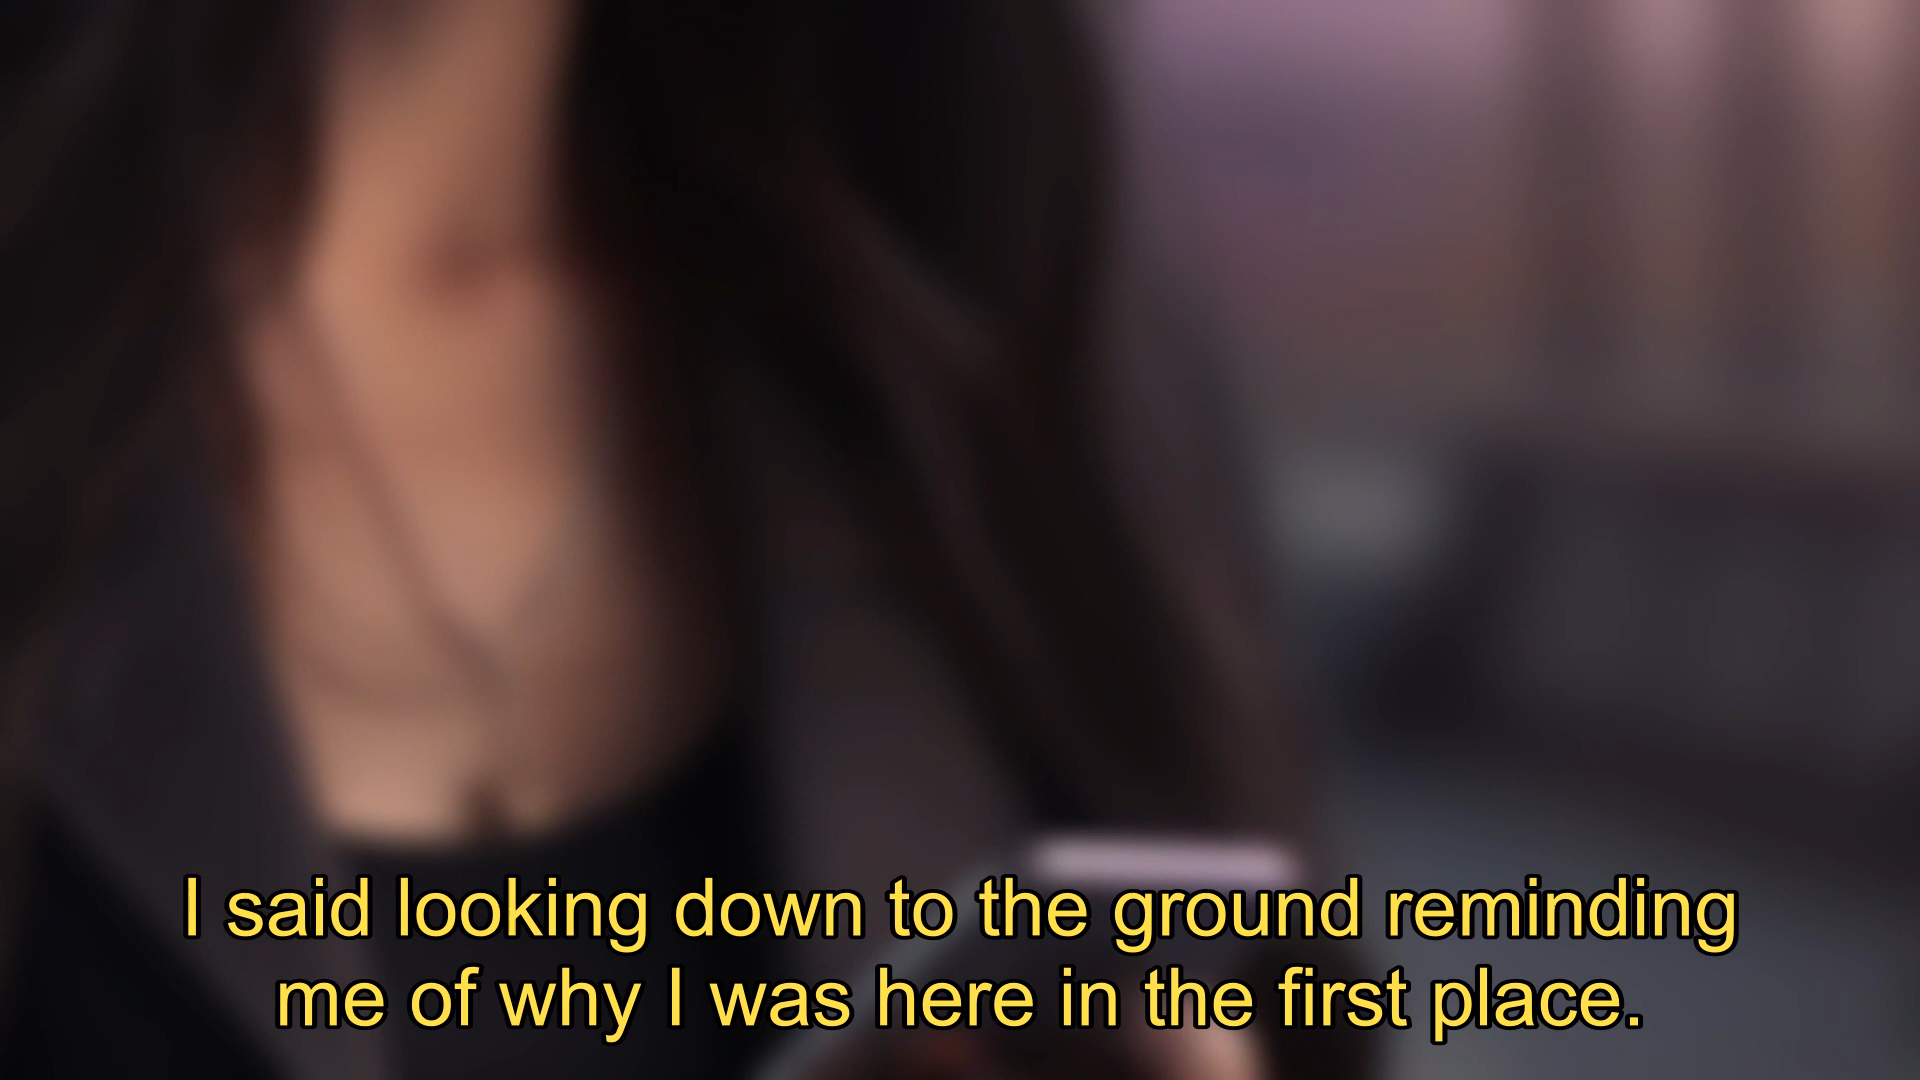 I said looking down to the ground reminding
me of why I was here in the first place.